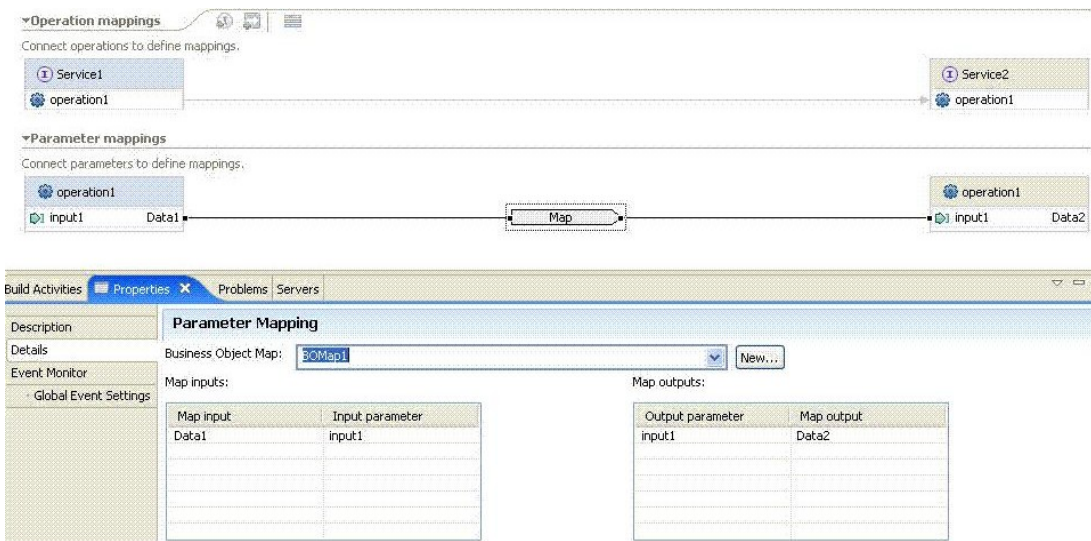 Operation mappings
Connect operations to define mappings.
Service1 Service2
operation1 operation1
Parameter mappings
Connect parameters to define mappings.
operation1 operation1
input1 Data1 Map input1 Data2
Build Activities Properties Problems Servers
Description
Details
Event Monitor
Global Event Settings
Parameter Mapping
Business Object Map: BOMap1 New...
Map inputs: Map outputs:
Map input Input parameter Output parameter Map output
Data1 input1 input1 Data2